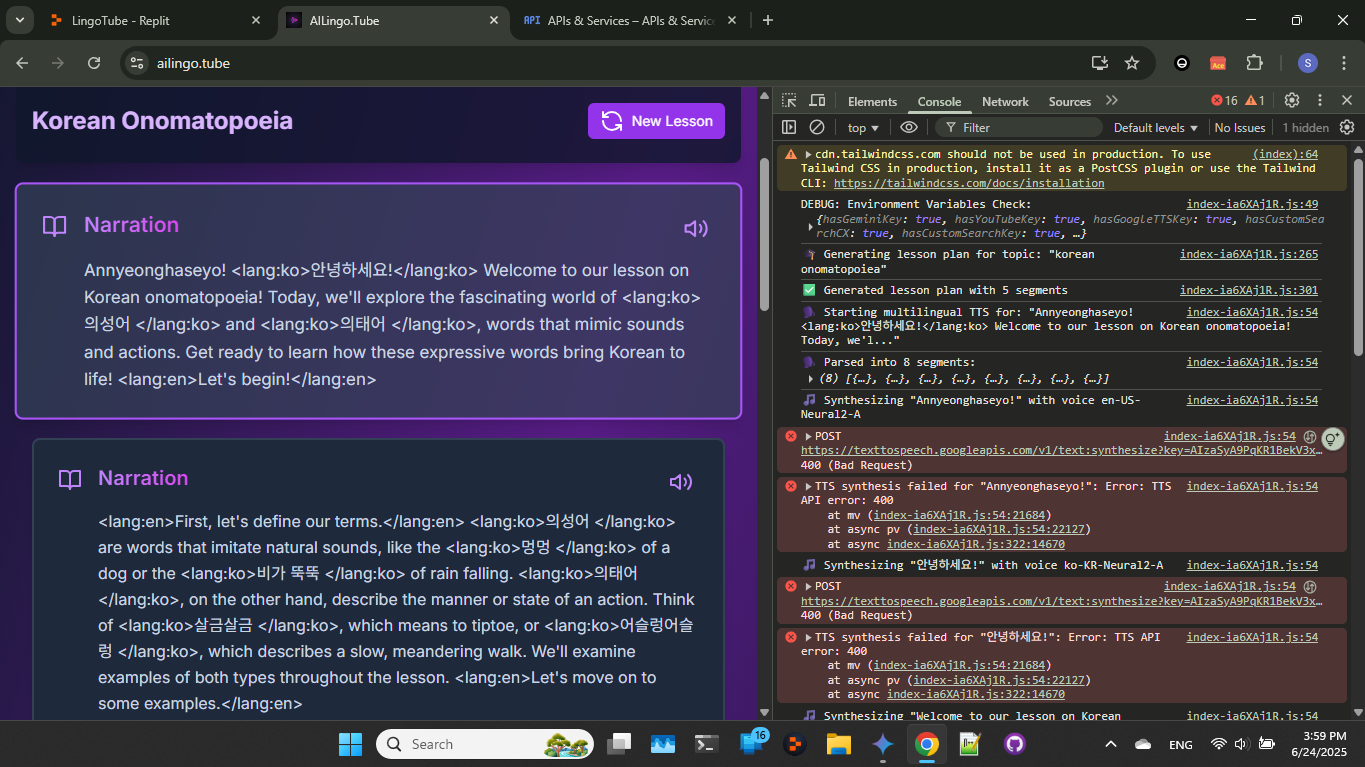 LingoTube - Replit
AILingo.Tube
API APIs & Services – APIs & Service
ailingo.tube
Ace
S
Korean Onomatopoeia
New Lesson
Narration
Annyeonghaseyo! <lang:ko>안녕하세요!</lang:ko> Welcome to our lesson on
Korean onomatopoeia! Today, we'll explore the fascinating world of <lang:ko>
의성어 </lang:ko> and <lang:ko>의태어 </lang:ko>, words that mimic sounds
and actions. Get ready to learn how these expressive words bring Korean to
life! <lang:en>Let's begin!</lang:en>
Narration
<lang:en>First, let's define our terms.</lang:en> <lang:ko>의성어 </lang:ko>
are words that imitate natural sounds, like the <lang:ko>멍멍 </lang:ko> of a
dog or the <lang:ko>비가 뚝뚝 </lang:ko> of rain falling. <lang:ko>의태어
</lang:ko>, on the other hand, describe the manner or state of an action. Think
of <lang:ko>살금살금 </lang:ko>, which means to tiptoe, or <lang:ko>어슬렁어슬
렁 </lang:ko>, which describes a slow, meandering walk. We'll examine
examples of both types throughout the lesson. <lang:en>Let's move on to
some examples.</lang:en>
Elements Console Network Sources 16 1
top Filter Default levels No Issues 1 hidden
cdn.tailwindcss.com should not be used in production. To use (index):64
Tailwind CSS in production, install it as a PostCSS plugin or use the Tailwind
CLI: https://tailwindcss.com/docs/installation
DEBUG: Environment Variables Check: index-ia6XAj1R.js:49
{hasGeminiKey: true, hasYouTubeKey: true, hasGoogleTTSKey: true, hasCustomSea
rchCX: true, hasCustomSearchKey: true, …}
Generating lesson plan for topic: "korean index-ia6XAj1R.js:265
onomatopoiea"
Generated lesson plan with 5 segments index-ia6XAj1R.js:301
Starting multilingual TTS for: "Annyeonghaseyo! index-ia6XAj1R.js:54
<lang:ko>안녕하세요!</lang:ko> Welcome to our lesson on Korean onomatopoeia!
Today, we'l..."
Parsed into 8 segments: index-ia6XAj1R.js:54
(8) [{…}, {…}, {…}, {…}, {…}, {…}, {…}, {…}]
Synthesizing "Annyeonghaseyo!" with voice en-US- index-ia6XAj1R.js:54
Neural2-A
POST index-ia6XAj1R.js:54
https://texttospeech.googleapis.com/v1/text:synthesize?key=AIzaSyA9PqKR1BekV3x…
400 (Bad Request)
TTS synthesis failed for "Annyeonghaseyo!": Error: TTS index-ia6XAj1R.js:54
API error: 400
at mv (index-ia6XAj1R.js:54:21684)
at async pv (index-ia6XAj1R.js:54:22127)
at async index-ia6XAj1R.js:322:14670
Synthesizing "안녕하세요!" with voice ko-KR-Neural2-A index-ia6XAj1R.js:54
POST index-ia6XAj1R.js:54
https://texttospeech.googleapis.com/v1/text:synthesize?key=AIzaSyA9PqKR1BekV3x…
400 (Bad Request)
TTS synthesis failed for "안녕하세요!": Error: TTS API index-ia6XAj1R.js:54
error: 400
at mv (index-ia6XAj1R.js:54:21684)
at async pv (index-ia6XAj1R.js:54:22127)
at async index-ia6XAj1R.js:322:14670
Synthesizing "Welcome to our lesson on Korean index-ia6XAj1R.js:54
Search
16
ENG
3:59 PM
6/24/2025